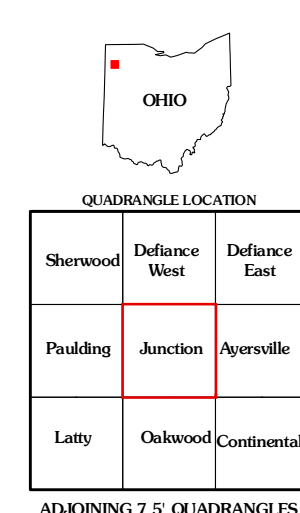 OHIO
QUADRANGLE LOCATION
Sherwood Defiance West Defiance East
Paulding Junction Ayersville
Latty Oakwood Continental
ADJOINING 7.5' QUADRANGLES